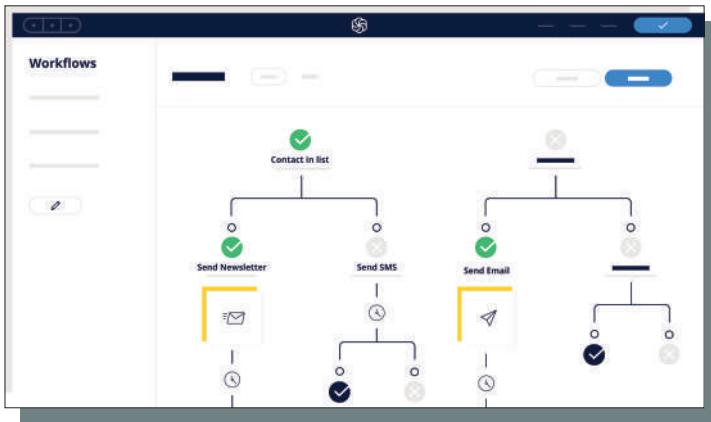 Workflows
Contact in list
Send Newsletter
Send SMS
Send Email